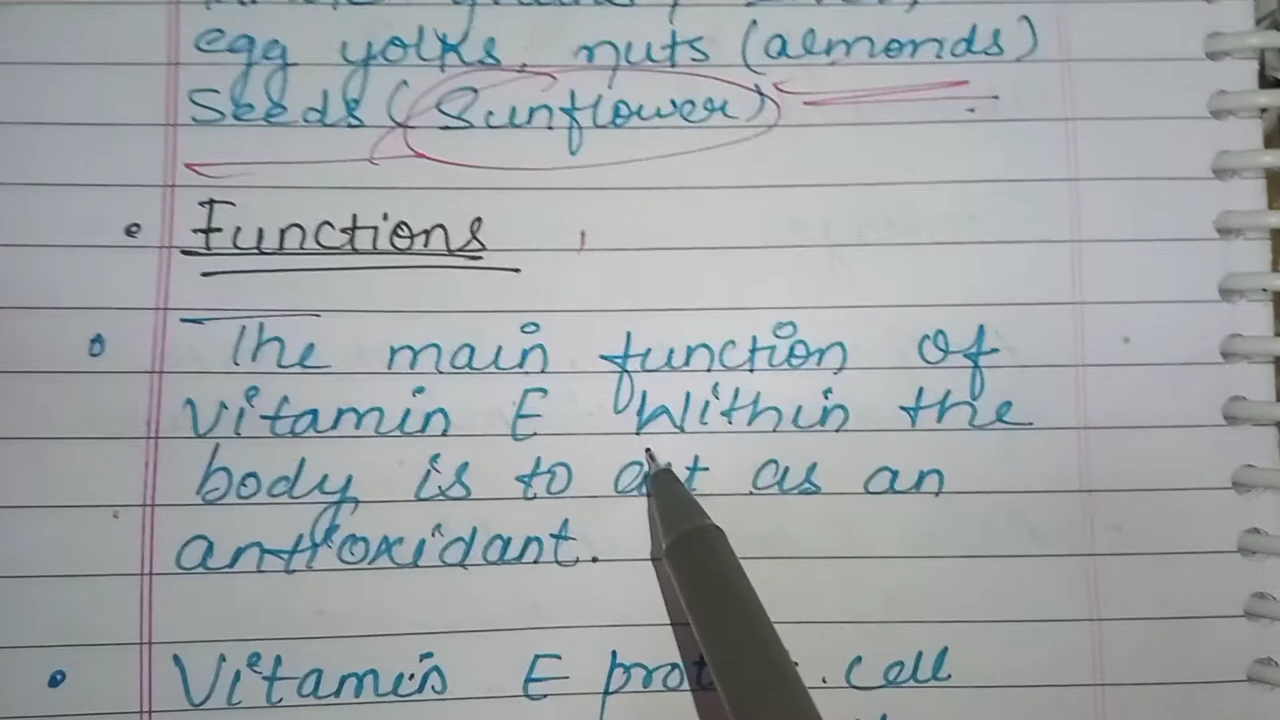 egg yolks, nuts (almonds)
Seeds (Sunflower)
Functions
The main function of
Vitamin E Within the
body is to act as an
antioxidant.
Vitamin E cell